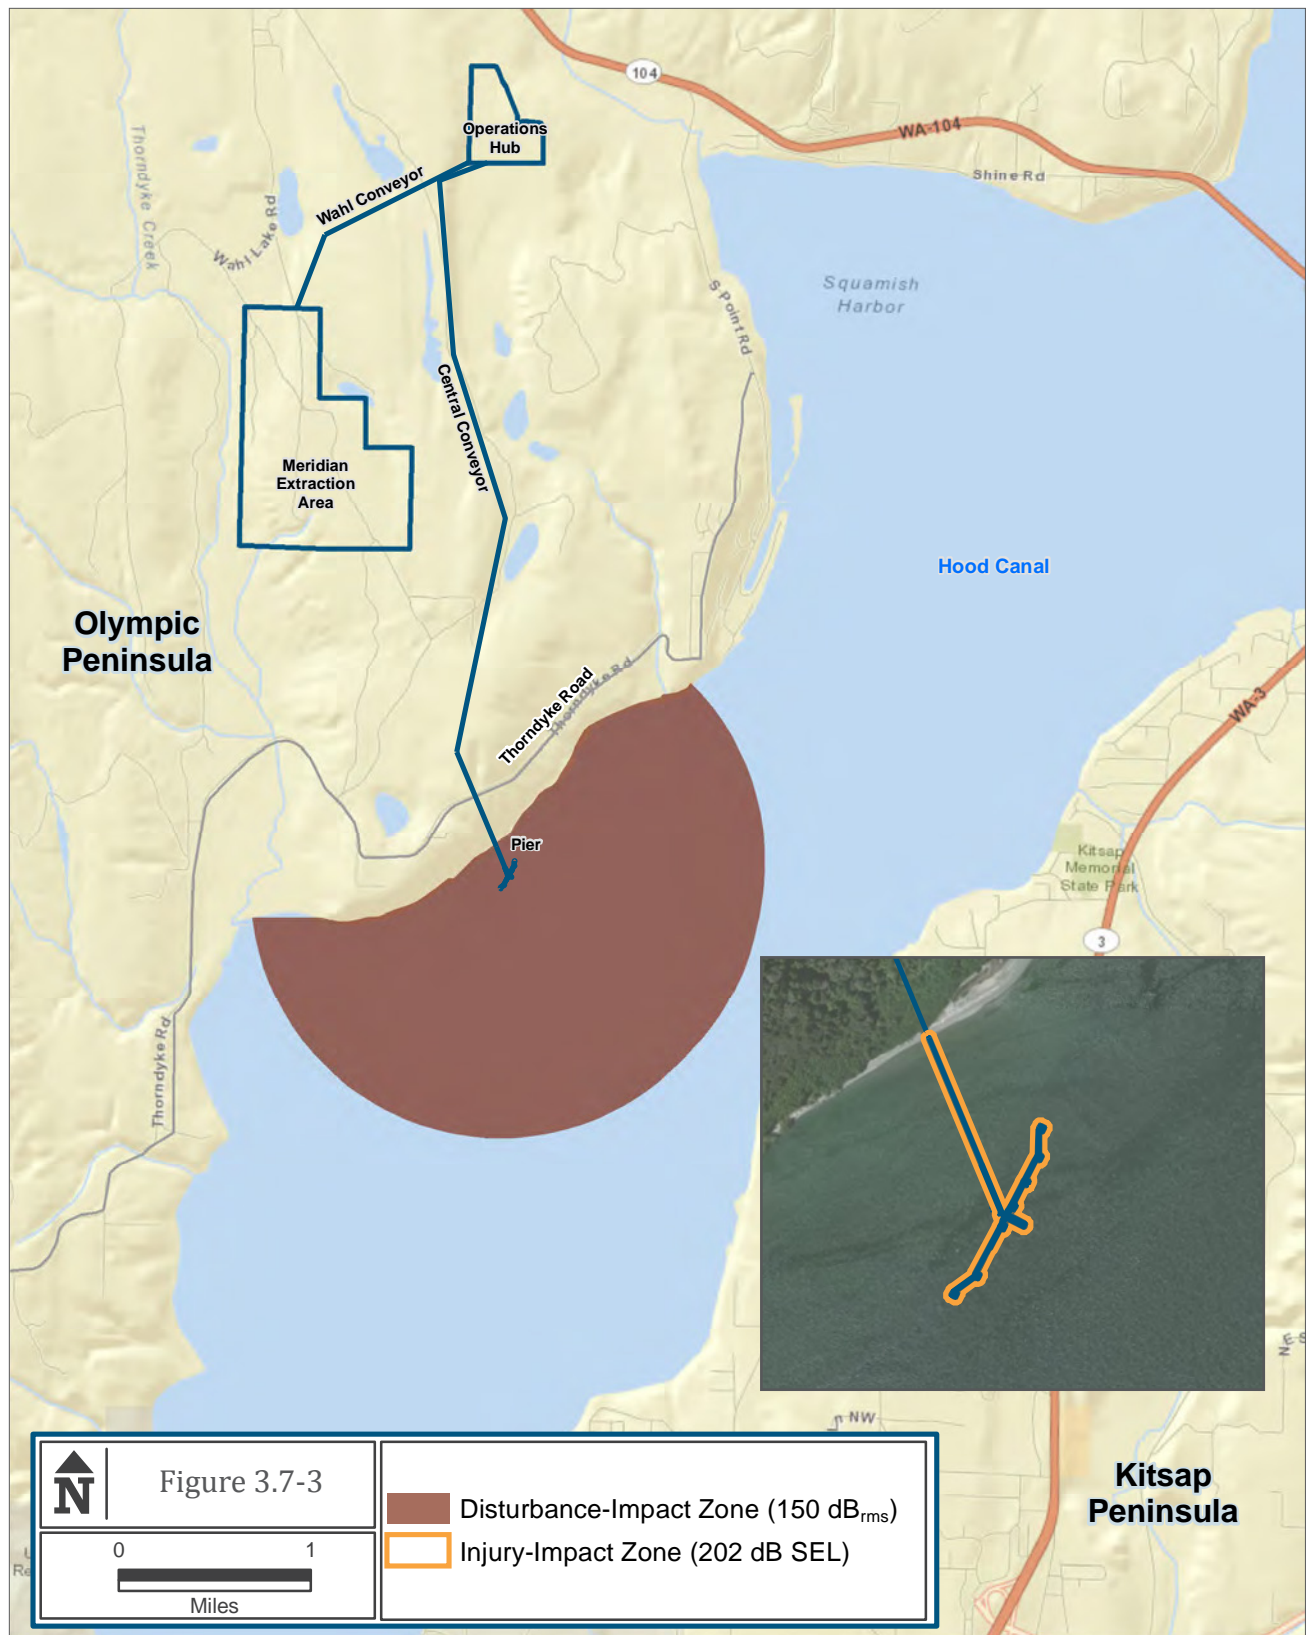 104
WA-104
Operations
Hub
Shine Rd
Thorndyke Creek
Wahl Conveyor
Wahl Lake Rd
Squamish
Harbor
S Point Rd
Central Conveyor
Meridian
Extraction
Area
Hood Canal
Olympic
Peninsula
Thorndyke Road
Thorndyke Rd
WA-3
Pier
Kitsap
Memorial
State Park
3
Thorndyke Rd
NW
Kitsap
Peninsula
N
Figure 3.7-3
0 1
Miles
Disturbance-Impact Zone (150 dBrms)
Injury-Impact Zone (202 dB SEL)